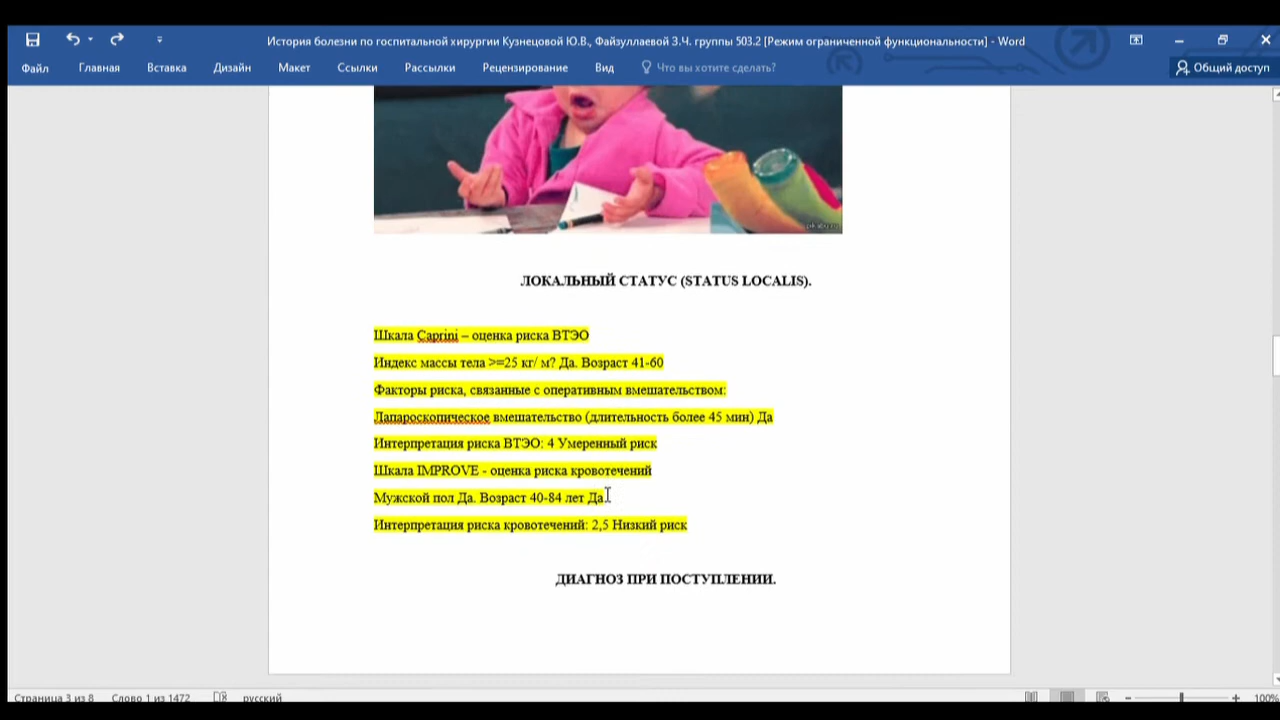 История болезни по госпитальной хирургии Кузнецовой Ю.В., Файзуллаевой З.Ч. группы 503.2 [Режим ограниченной функциональности] - Word
Файл Главная Вставка Дизайн Макет Ссылки Рассылки Рецензирование Вид Что вы хотите сделать? Общий доступ
ЛОКАЛЬНЫЙ СТАТУС (STATUS LOCALIS).
Шкала Caprini – оценка риска ВТЭО
Индекс массы тела >=25 кг/ м? Да. Возраст 41-60
Факторы риска, связанные с оперативным вмешательством:
Лапароскопическое вмешательство (длительность более 45 мин) Да
Интерпретация риска ВТЭО: 4 Умеренный риск
Шкала IMPROVE - оценка риска кровотечений
Мужской пол Да. Возраст 40-84 лет Да
Интерпретация риска кровотечений: 2,5 Низкий риск
ДИАГНОЗ ПРИ ПОСТУПЛЕНИИ.
Страница 3 из 8 Слово 1 из 1472 русский 100%